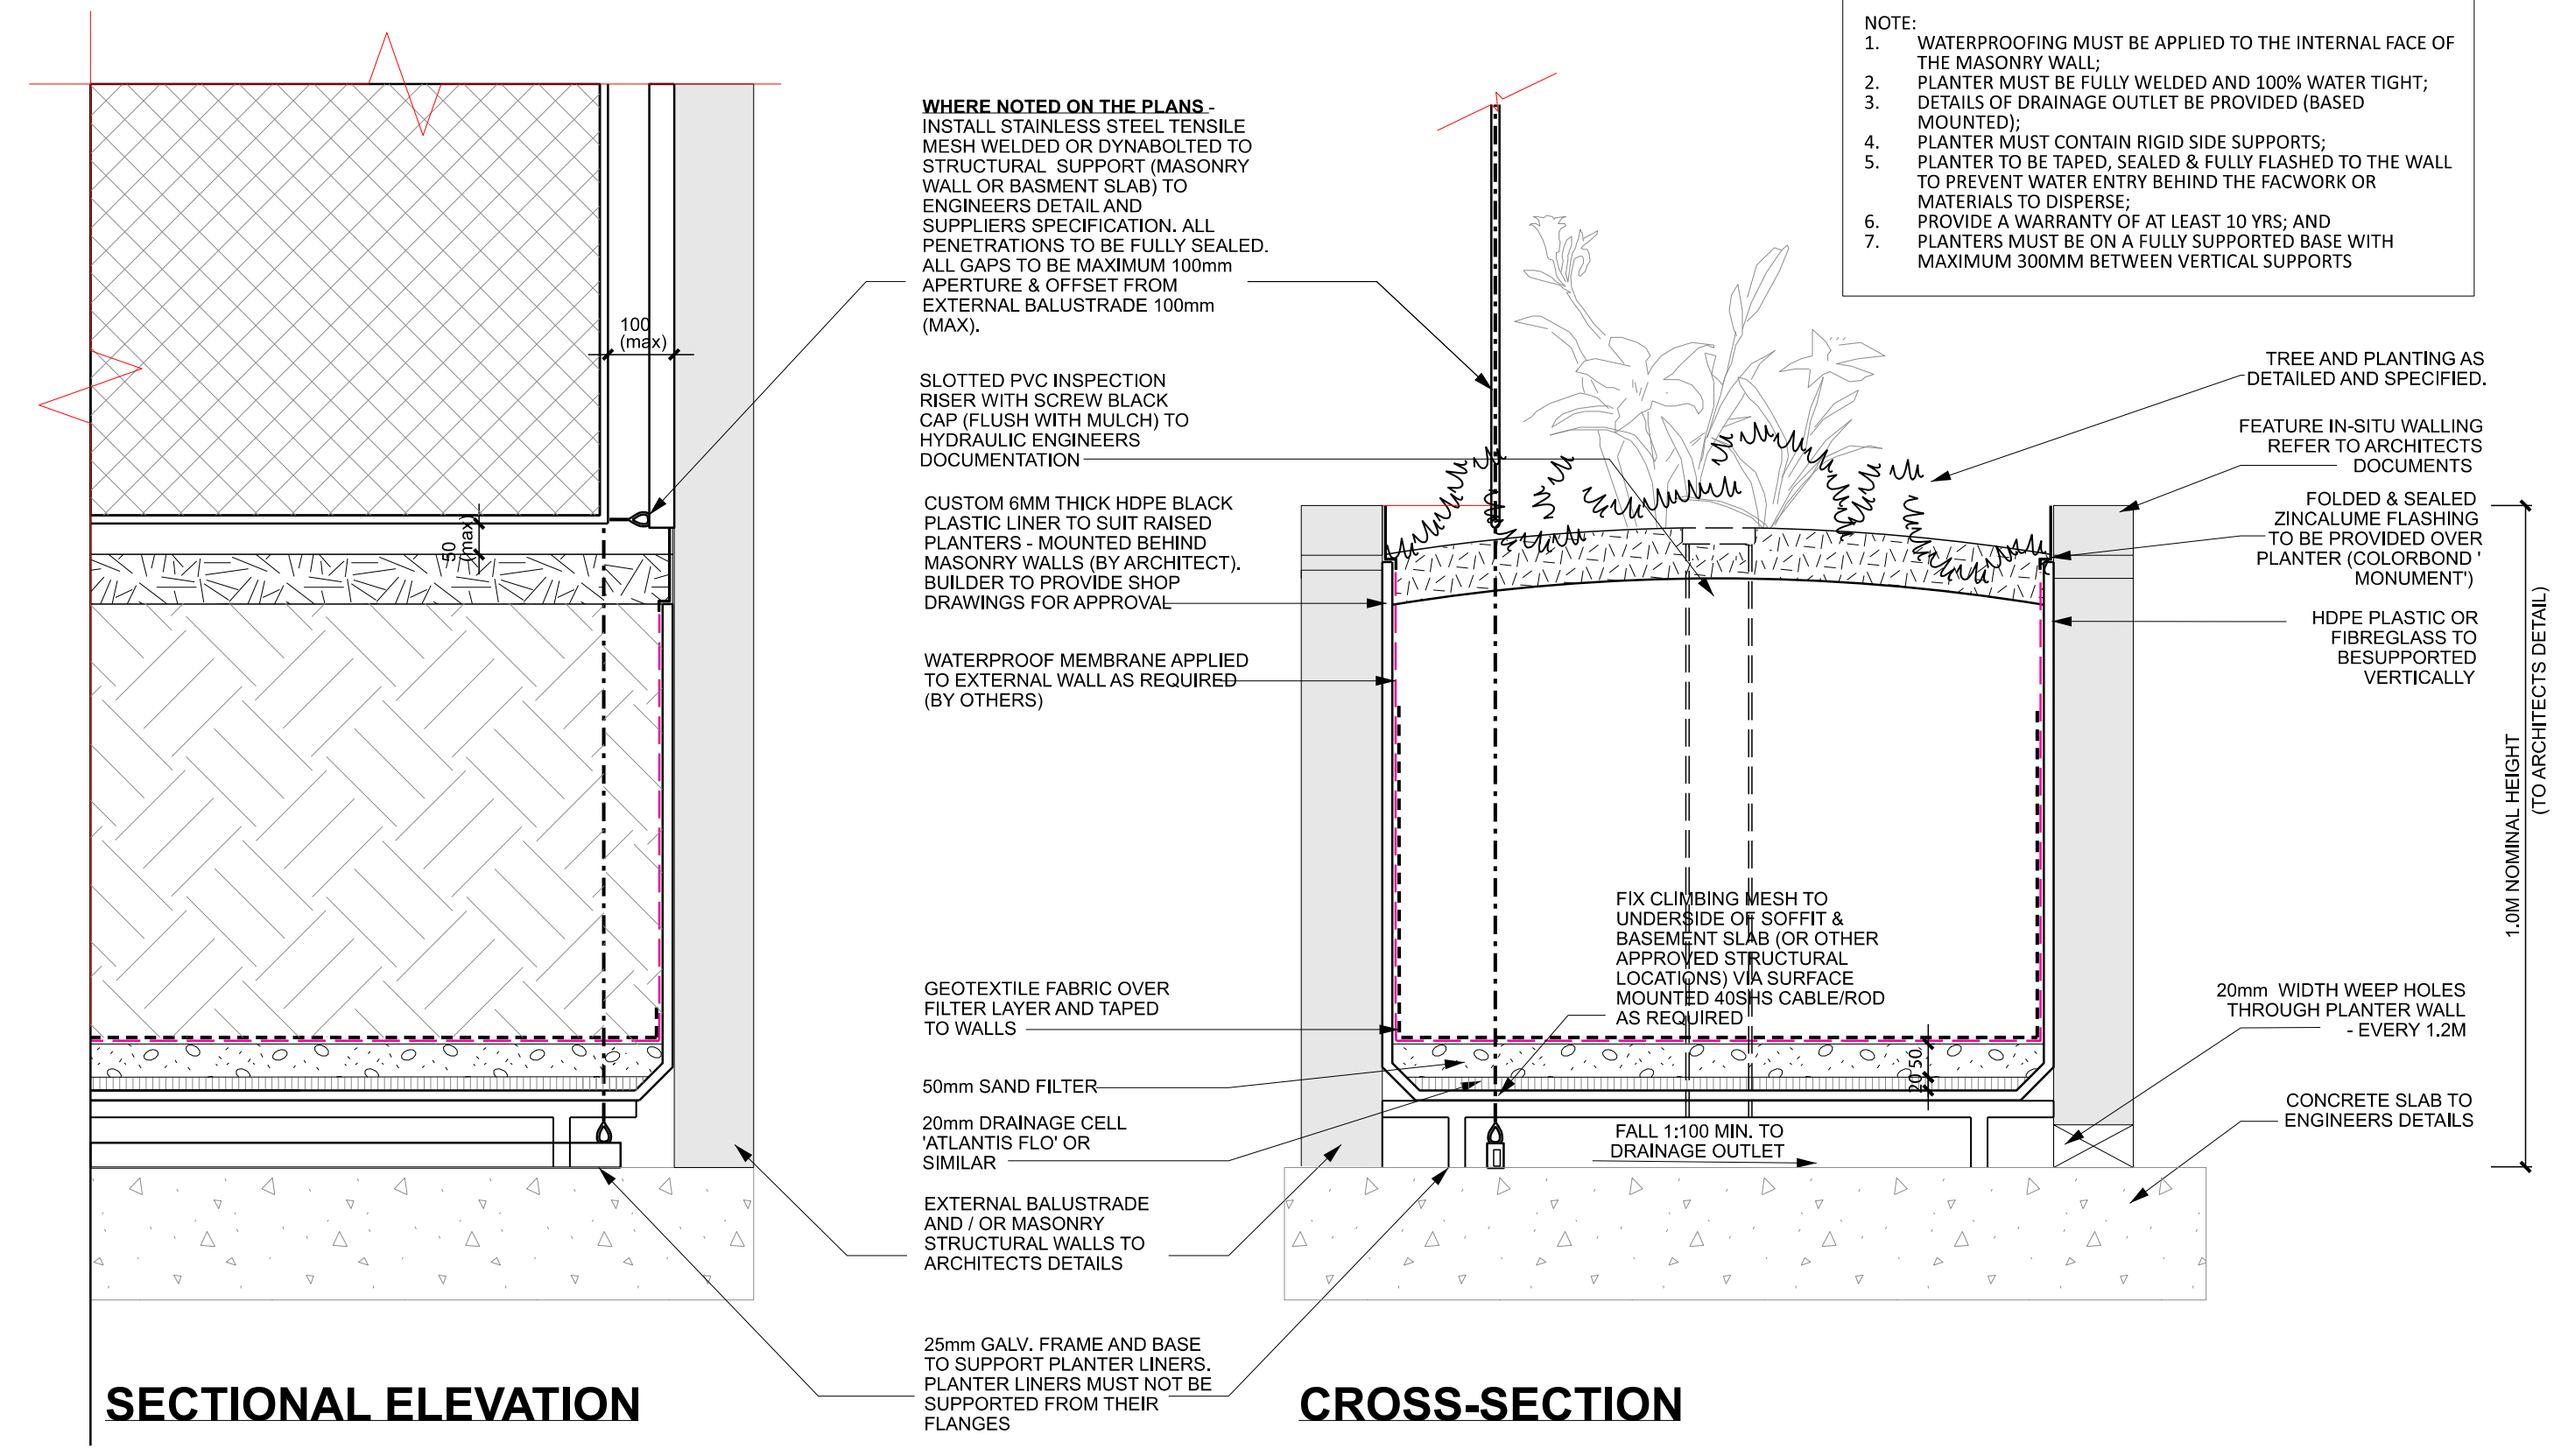 NOTE:
1. WATERPROOFING MUST BE APPLIED TO THE INTERNAL FACE OF
THE MASONRY WALL;
2. PLANTER MUST BE FULLY WELDED AND 100% WATER TIGHT;
3. DETAILS OF DRAINAGE OUTLET BE PROVIDED (BASED
MOUNTED);
4. PLANTER MUST CONTAIN RIGID SIDE SUPPORTS;
5. PLANTER TO BE TAPED, SEALED & FULLY FLASHED TO THE WALL
TO PREVENT WATER ENTRY BEHIND THE FACWORK OR
MATERIALS TO DISPERSE;
6. PROVIDE A WARRANTY OF AT LEAST 10 YRS; AND
7. PLANTERS MUST BE ON A FULLY SUPPORTED BASE WITH
MAXIMUM 300MM BETWEEN VERTICAL SUPPORTS
100
(max)
50
(max)
WHERE NOTED ON THE PLANS -
INSTALL STAINLESS STEEL TENSILE
MESH WELDED OR DYNABOLTED TO
STRUCTURAL SUPPORT (MASONRY
WALL OR BASMENT SLAB) TO
ENGINEERS DETAIL AND
SUPPLIERS SPECIFICATION. ALL
PENETRATIONS TO BE FULLY SEALED.
ALL GAPS TO BE MAXIMUM 100mm
APERTURE & OFFSET FROM
EXTERNAL BALUSTRADE 100mm
(MAX).
SLOTTED PVC INSPECTION
RISER WITH SCREW BLACK
CAP (FLUSH WITH MULCH) TO
HYDRAULIC ENGINEERS
DOCUMENTATION
CUSTOM 6MM THICK HDPE BLACK
PLASTIC LINER TO SUIT RAISED
PLANTERS - MOUNTED BEHIND
MASONRY WALLS (BY ARCHITECT).
BUILDER TO PROVIDE SHOP
DRAWINGS FOR APPROVAL
WATERPROOF MEMBRANE APPLIED
TO EXTERNAL WALL AS REQUIRED
(BY OTHERS)
GEOTEXTILE FABRIC OVER
FILTER LAYER AND TAPED
TO WALLS
50mm SAND FILTER
20mm DRAINAGE CELL
'ATLANTIS FLO' OR
SIMILAR
EXTERNAL BALUSTRADE
AND / OR MASONRY
STRUCTURAL WALLS TO
ARCHITECTS DETAILS
25mm GALV. FRAME AND BASE
TO SUPPORT PLANTER LINERS.
PLANTER LINERS MUST NOT BE
SUPPORTED FROM THEIR
FLANGES
FIX CLIMBING MESH TO
UNDERSIDE OF SOFFIT &
BASEMENT SLAB (OR OTHER
APPROVED STRUCTURAL
LOCATIONS) VIA SURFACE
MOUNTED 40SHS CABLE/ROD
AS REQUIRED
20 50
FALL 1:100 MIN. TO
DRAINAGE OUTLET
TREE AND PLANTING AS
DETAILED AND SPECIFIED.
FEATURE IN-SITU WALLING
REFER TO ARCHITECTS
DOCUMENTS
FOLDED & SEALED
ZINCALUME FLASHING
TO BE PROVIDED OVER
PLANTER (COLORBOND '
MONUMENT')
HDPE PLASTIC OR
FIBREGLASS TO
BESUPPORTED
VERTICALLY
1.0M NOMINAL HEIGHT
(TO ARCHITECTS DETAIL)
20mm WIDTH WEEP HOLES
THROUGH PLANTER WALL
- EVERY 1.2M
CONCRETE SLAB TO
ENGINEERS DETAILS
SECTIONAL ELEVATION
CROSS-SECTION